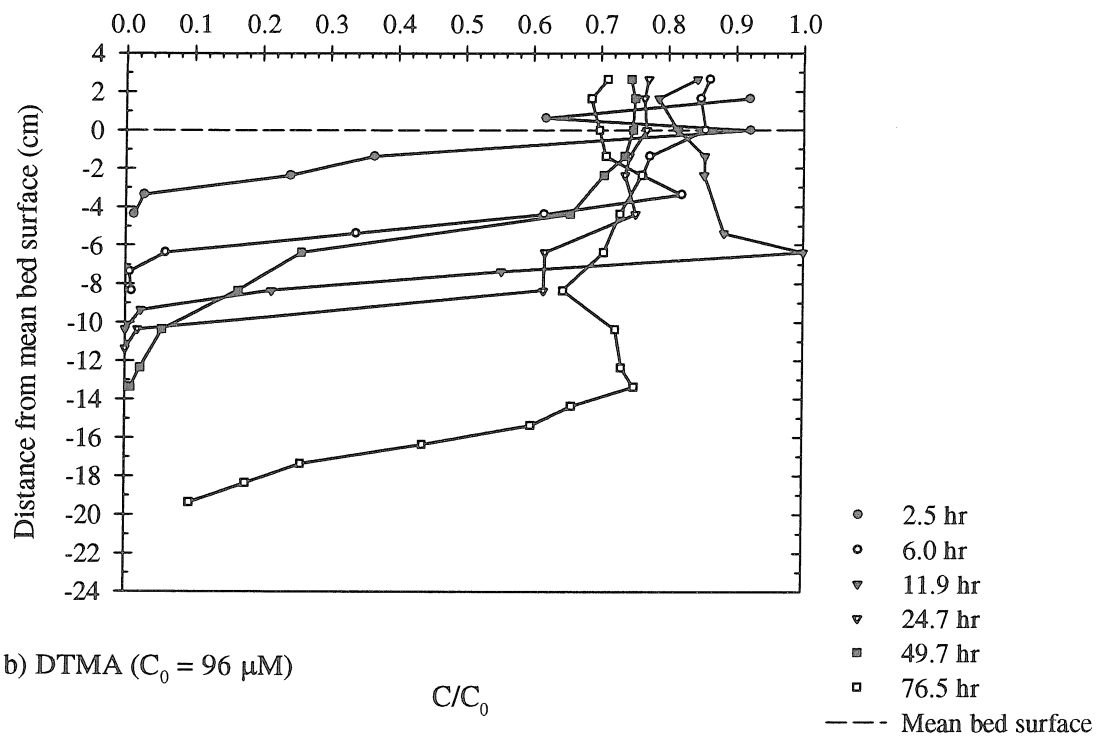 0.0 0.1 0.2 0.3 0.4 0.5 0.6 0.7 0.8 0.9 1.0
4
2
0
-2
-4
-6
-8
-10
-12
-14
-16
-18
-20
-22
-24
Distance from mean bed surface (cm)
2.5 hr
6.0 hr
11.9 hr
24.7 hr
49.7 hr
76.5 hr
Mean bed surface
b) DTMA (C₀ = 96 μM)
C/C₀